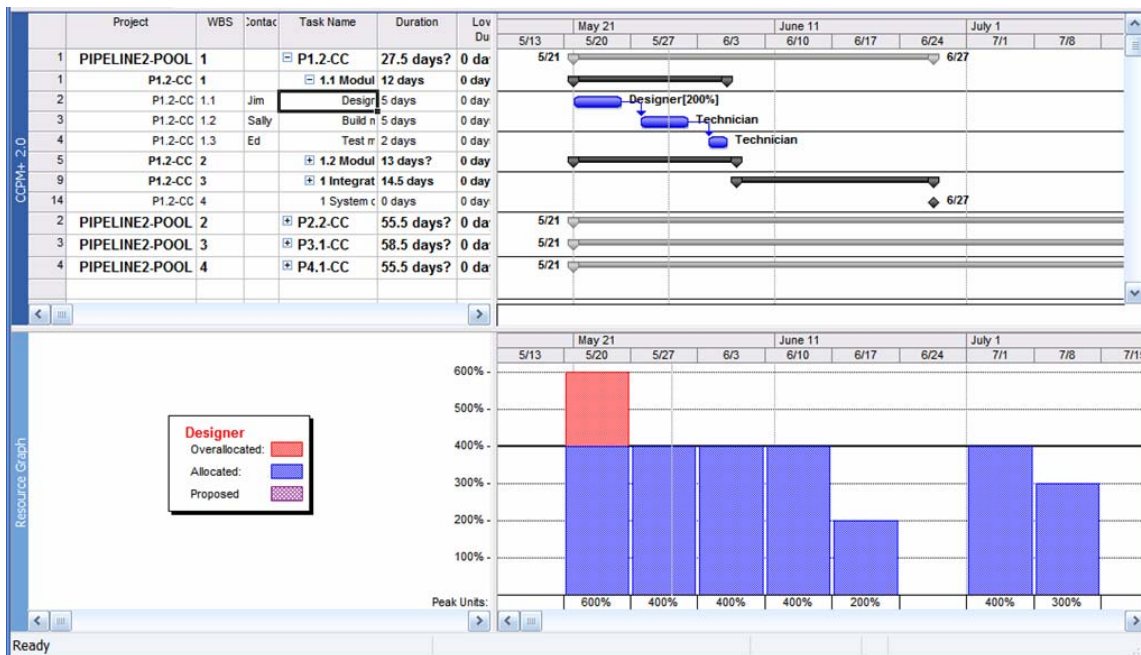 Project WBS Contac Task Name Duration Lov Du
May 21 June 11 July 1
5/13 5/20 5/27 6/3 6/10 6/17 6/24 7/1 7/8
1 PIPELINE2-POOL 1 P1.2-CC 27.5 days? 0 da 5/21 6/27
1 P1.2-CC 1 1.1 Modul 12 days 0 day
2 P1.2-CC 1.1 Jim Design 5 days 0 day Designer[200%]
3 P1.2-CC 1.2 Sally Build n 5 days 0 day Technician
4 P1.2-CC 1.3 Ed Test m 2 days 0 day Technician
5 P1.2-CC 2 1.2 Modul 13 days? 0 day
9 P1.2-CC 3 1 Integrat 14.5 days 0 day
14 P1.2-CC 4 1 System c 0 days 0 day 6/27
2 PIPELINE2-POOL 2 P2.2-CC 55.5 days? 0 da 5/21
3 PIPELINE2-POOL 3 P3.1-CC 58.5 days? 0 da 5/21
4 PIPELINE2-POOL 4 P4.1-CC 55.5 days? 0 da 5/21
CCPM+ 2.0
May 21 June 11 July 1
5/13 5/20 5/27 6/3 6/10 6/17 6/24 7/1 7/8
600%
500%
400%
300%
200%
100%
Designer
Overallocated:
Allocated:
Proposed
Resource Graph
Peak Units: 600% 400% 400% 400% 200% 400% 300%
Ready